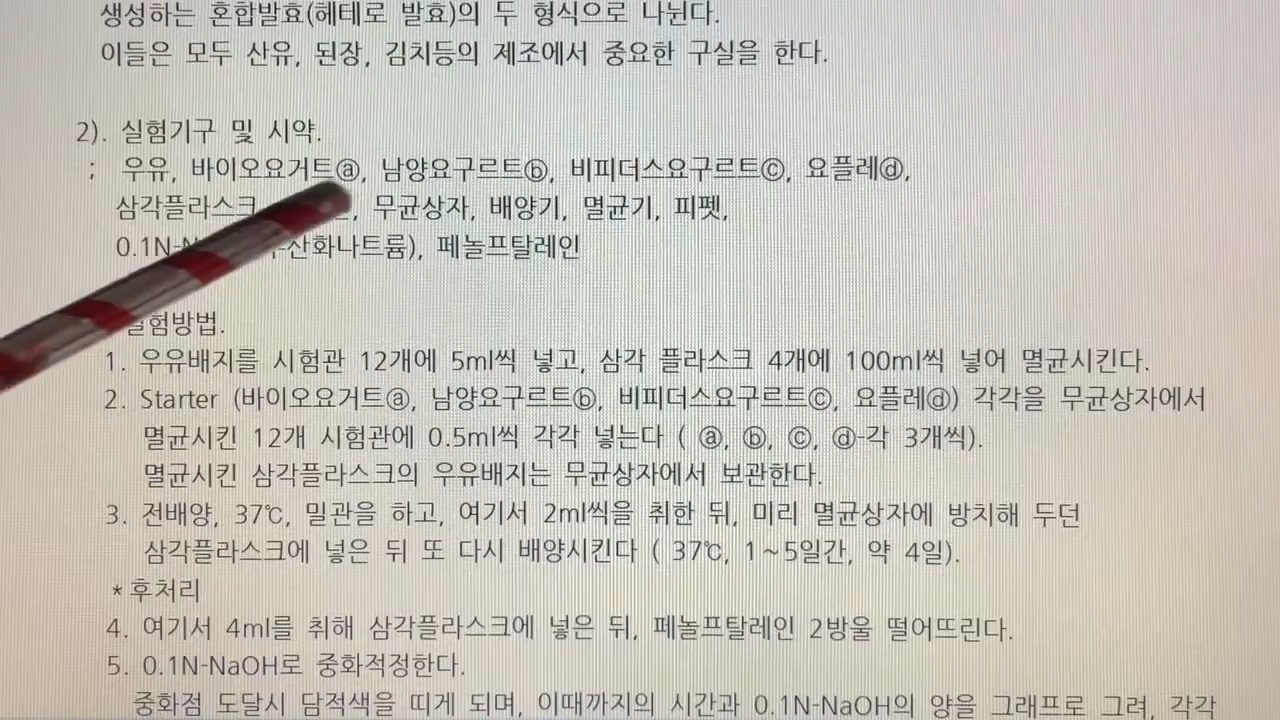 생성하는 혼합발효(헤테로 발효)의 두 형식으로 나뉜다.
이들은 모두 산유, 된장, 김치등의 제조에서 중요한 구실을 한다.
2). 실험기구 및 시약.
; 우유, 바이오요거트ⓐ, 남양요구르트ⓑ, 비피더스요구르트ⓒ, 요플레ⓓ,
삼각플라스크 무균상자, 배양기, 멸균기, 피펫,
0.1N-N 산화나트륨), 페놀프탈레인
실험방법.
1. 우유배지를 시험관 12개에 5ml씩 넣고, 삼각 플라스크 4개에 100ml씩 넣어 멸균시킨다.
2. Starter (바이오요거트ⓐ, 남양요구르트ⓑ, 비피더스요구르트ⓒ, 요플레ⓓ) 각각을 무균상자에서
멸균시킨 12개 시험관에 0.5ml씩 각각 넣는다 ( ⓐ, ⓑ, ⓒ, ⓓ-각 3개씩).
멸균시킨 삼각플라스크의 우유배지는 무균상자에서 보관한다.
3. 전배양, 37℃, 밀관을 하고, 여기서 2ml씩을 취한 뒤, 미리 멸균상자에 방치해 두던
삼각플라스크에 넣은 뒤 또 다시 배양시킨다 ( 37℃, 1~5일간, 약 4일).
*후처리
4. 여기서 4ml를 취해 삼각플라스크에 넣은 뒤, 페놀프탈레인 2방울 떨어뜨린다.
5. 0.1N-NaOH로 중화적정한다.
중화점 도달시 담적색을 띠게 되며, 이때까지의 시간과 0.1N-NaOH의 양을 그래프로 그려, 각각